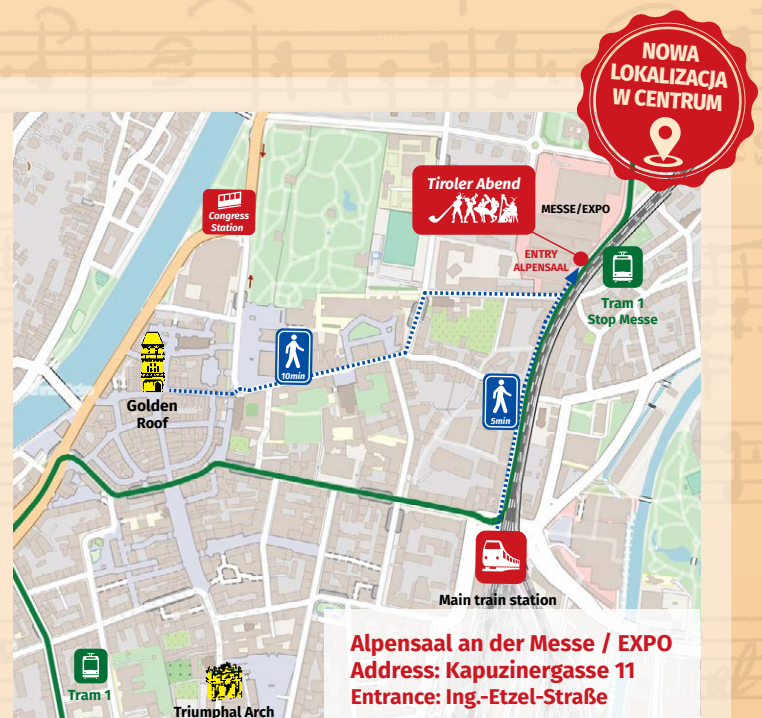 NOWA
LOKALIZACJA
W CENTRUM
Congress
Station
Tiroler Abend
MESSE/EXPO
P
ENTRY
ALPENSAAL
Tram 1
Stop Messe
10min
Golden
Roof
5min
Main train station
Alpensaal an der Messe / EXPO
Address: Kapuzinergasse 11
Entrance: Ing.-Etzel-Straße
Tram 1
Triumphal Arch